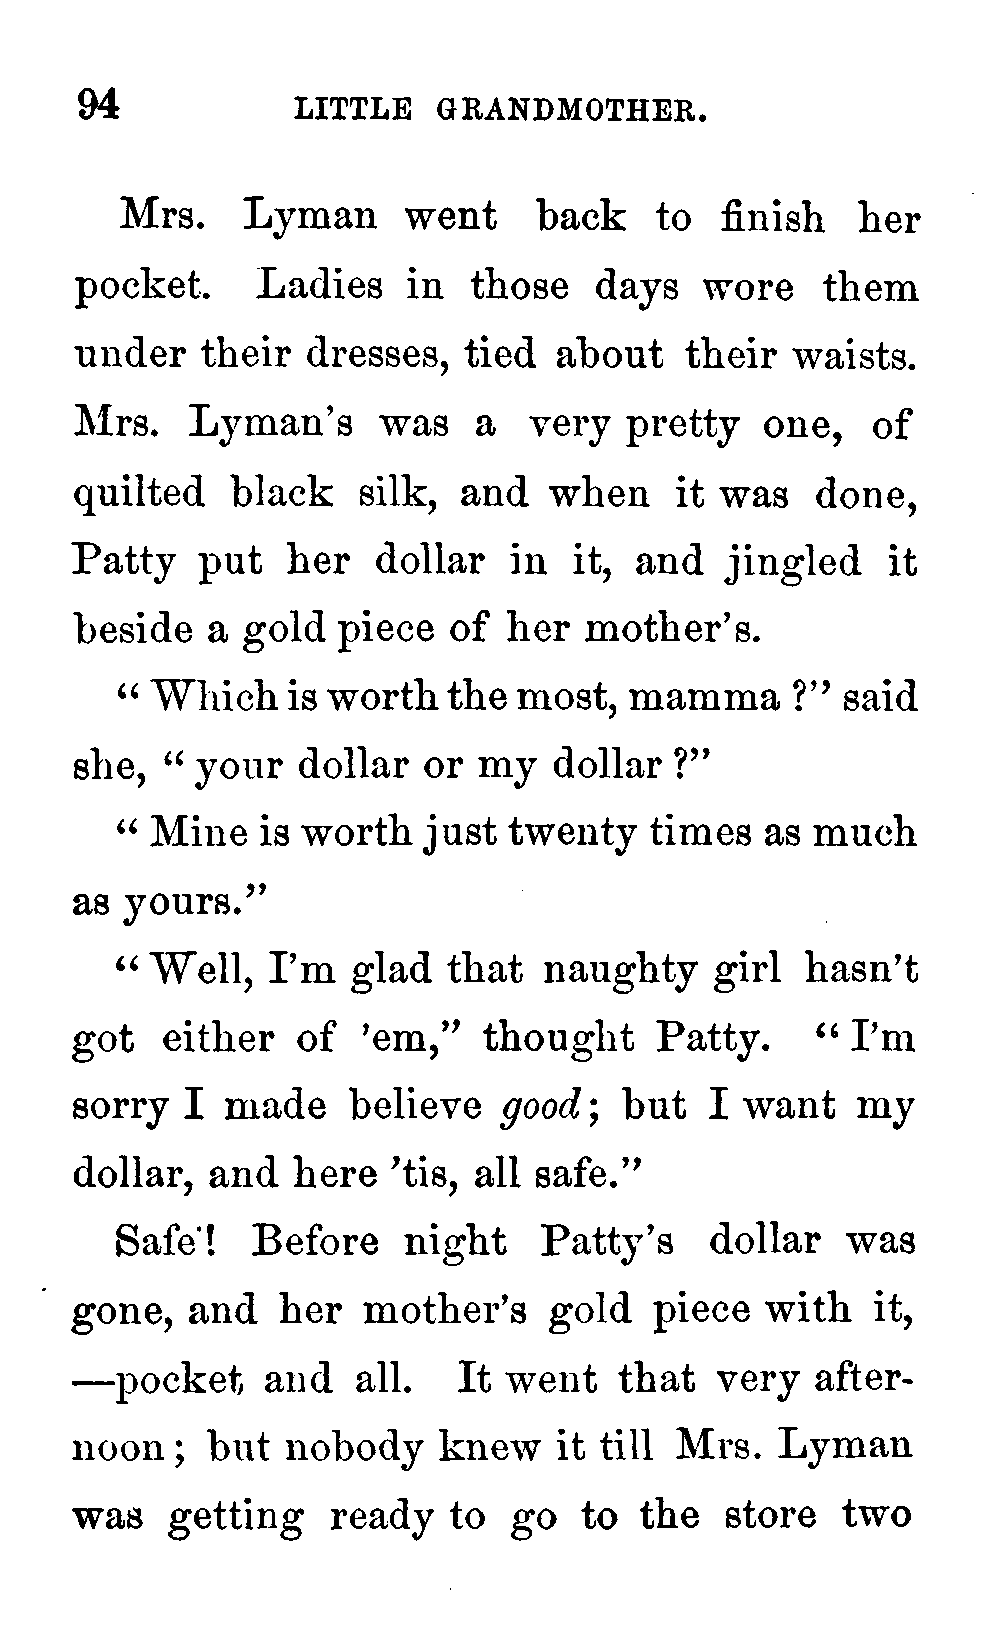 94 LITTLE GRANDMOTHER.
Mrs. Lyman went back to finish her
pocket. Ladies in those days wore them
under their dresses, tied about their waists.
Mrs. Lyman's was a very pretty one, of
quilted black silk, and when it was done,
Patty put her dollar in it, and jingled it
beside a gold piece of her mother's.
“ Which is worth the most, mamma ?” said
she, “ your dollar or my dollar ?”
“ Mine is worth just twenty times as much
as yours.”
“ Well, I'm glad that naughty girl hasn't
got either of 'em,” thought Patty. “ I'm
sorry I made believe good; but I want my
dollar, and here 'tis, all safe.”
Safe! Before night Patty's dollar was
gone, and her mother's gold piece with it,
—pocket and all. It went that very after-
noon; but nobody knew it till Mrs. Lyman
was getting ready to go to the store two